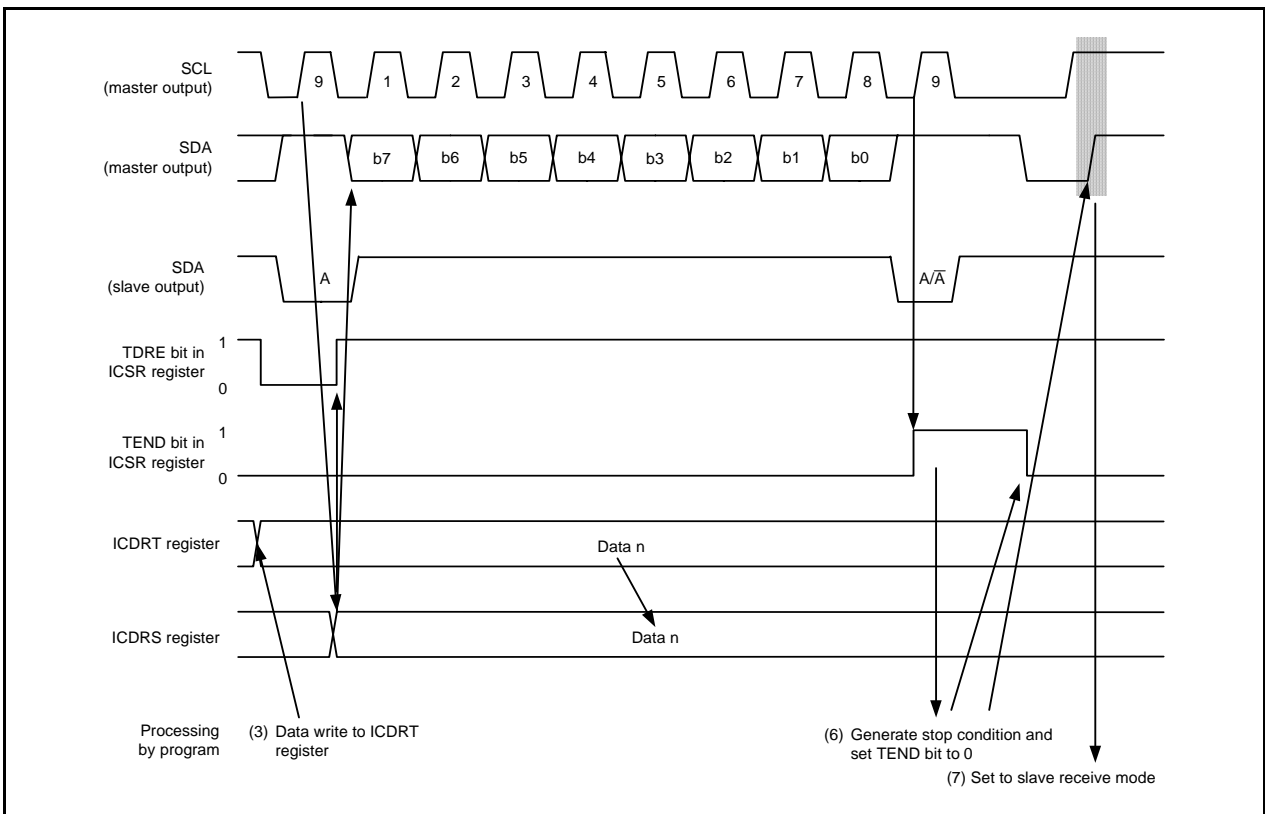 SCL
(master output)
9 1 2 3 4 5 6 7 8 9
SDA
(master output)
b7 b6 b5 b4 b3 b2 b1 b0
SDA
(slave output)
A A/A̅
TDRE bit in
ICSR register
1
0
TEND bit in
ICSR register
1
0
ICDRT register
Data n
ICDRS register
Data n
Processing
by program
(3) Data write to ICDRT
register
(6) Generate stop condition and
set TEND bit to 0
(7) Set to slave receive mode